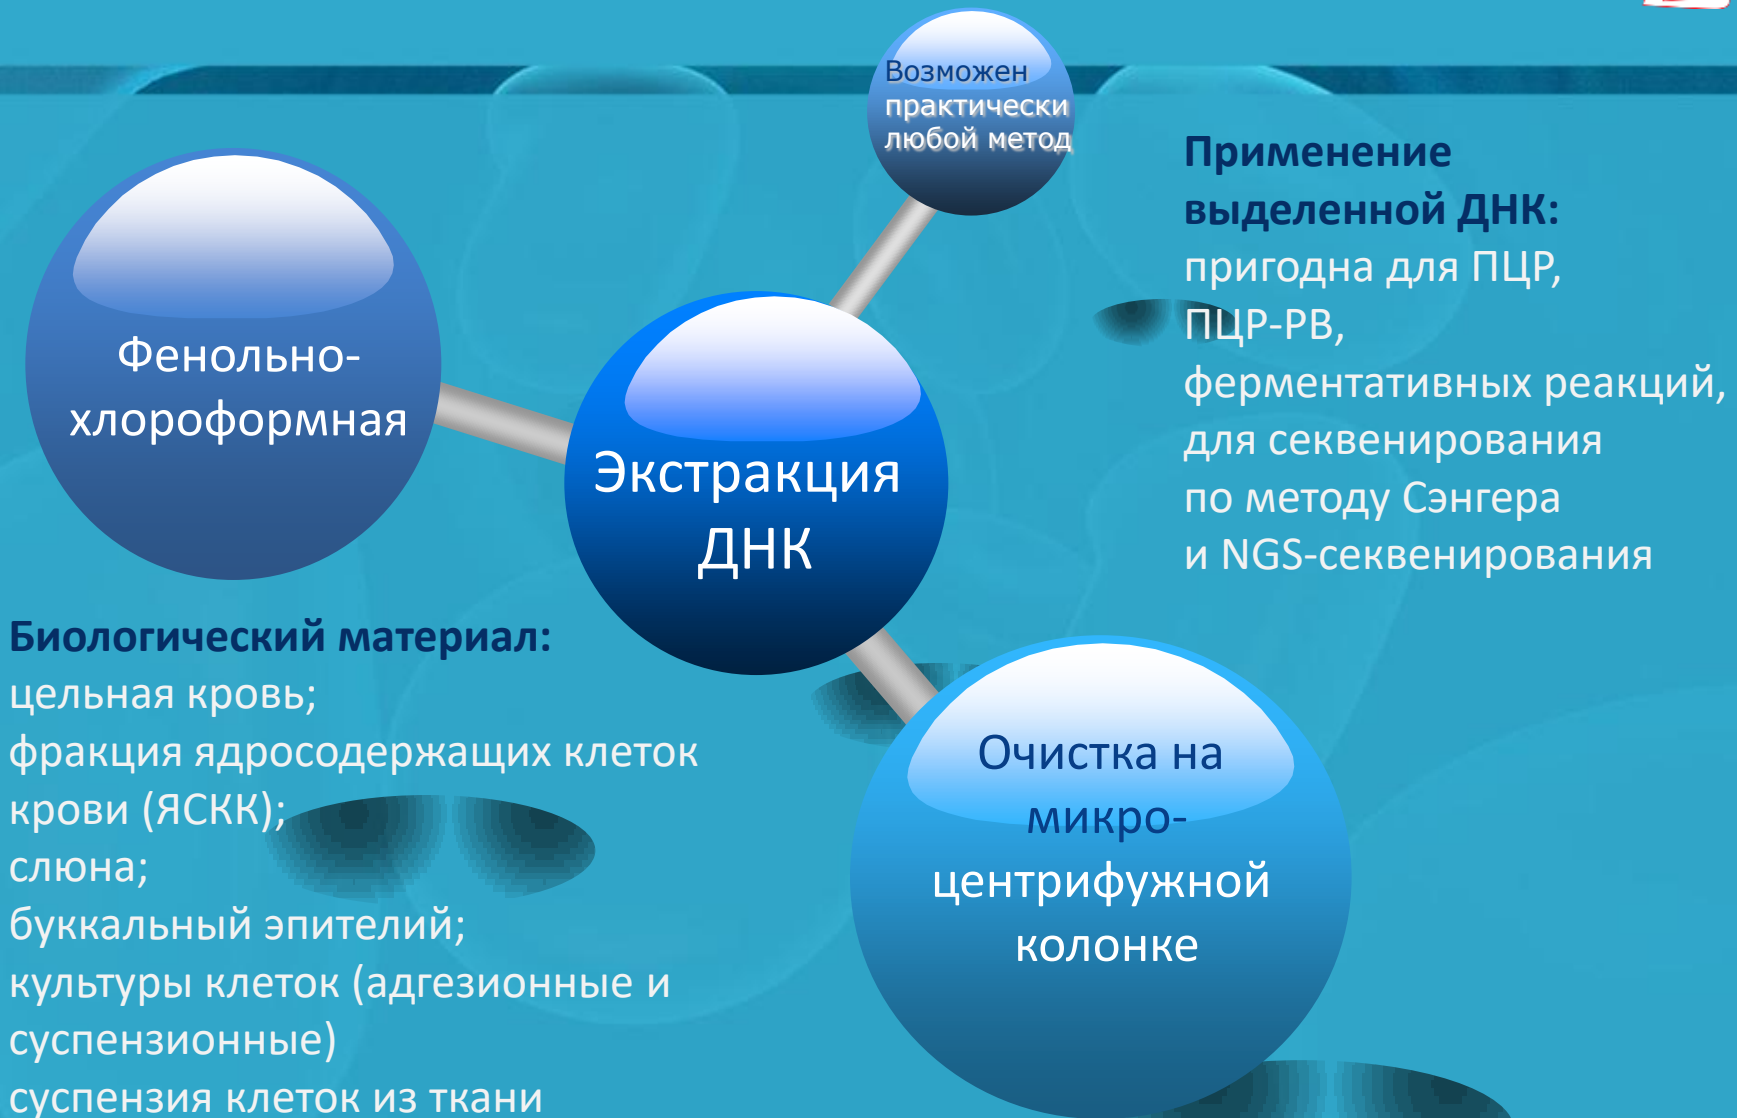 Возможен
практически
любой метод
Фенольно-
хлороформная
Экстракция
ДНК
Применение
выделенной ДНК:
пригодна для ПЦР,
ПЦР-РВ,
ферментативных реакций,
для секвенирования
по методу Сэнгера
и NGS-секвенирования
Биологический материал:
цельная кровь;
фракция ядросодержащих клеток
крови (ЯСКК);
слюна;
буккальный эпителий;
культуры клеток (адгезионные и
суспензионные)
суспензия клеток из ткани
Очистка на
микро-
центрифужной
колонке